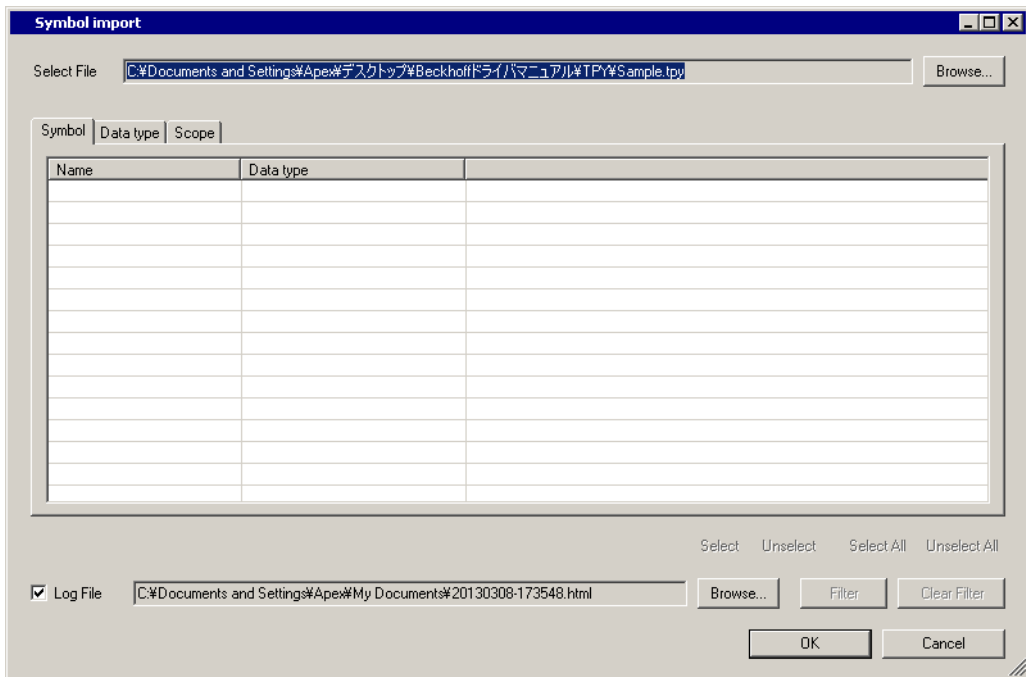 Symbol import
Select File C:¥Documents and Settings¥Apex¥デスクトップ¥Beckhoffドライバマニュアル¥TPY¥Sample.tpy Browse...
Symbol Data type Scope
Name Data type
Select Unselect Select All Unselect All
Log File C:¥Documents and Settings¥Apex¥My Documents¥20130308-173548.html Browse... Filter Clear Filter
OK Cancel